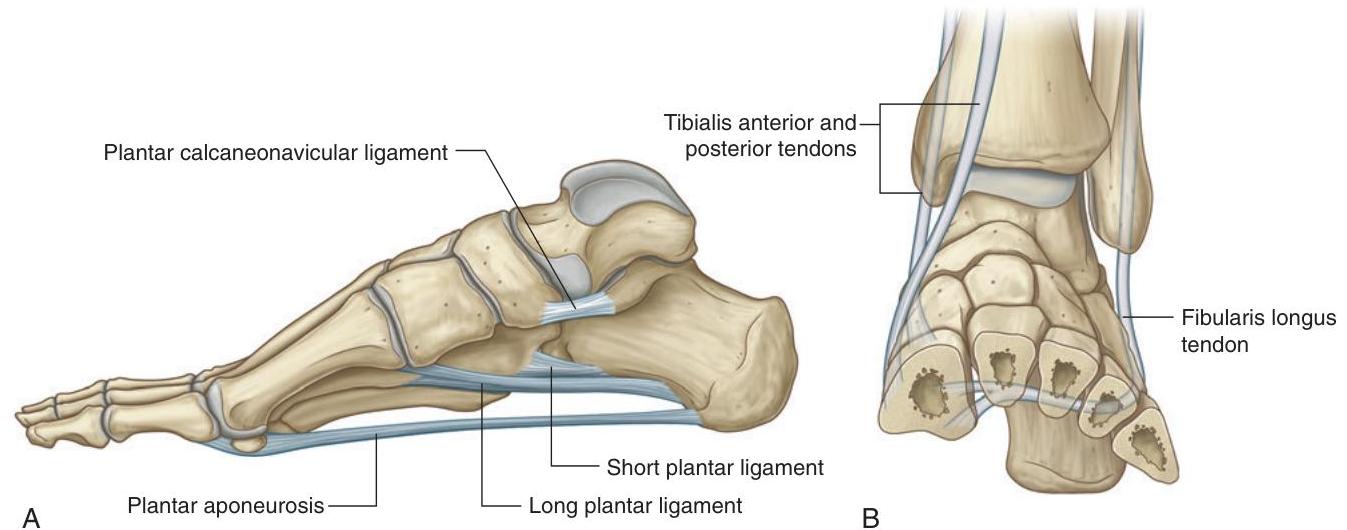 Plantar calcaneonavicular ligament
Tibialis anterior and
posterior tendons
Fibularis longus
tendon
Short plantar ligament
Plantar aponeurosis
Long plantar ligament
A
B